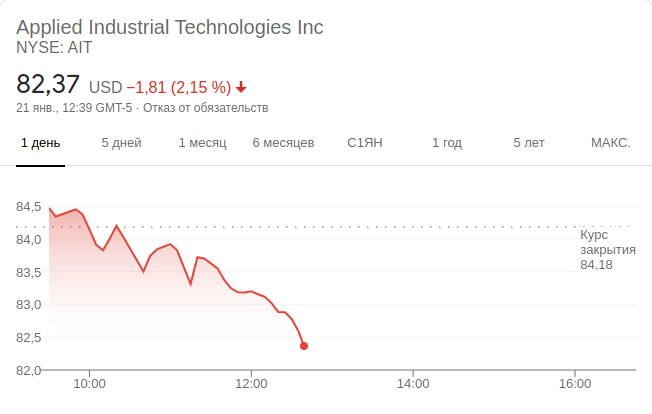 Applied Industrial Technologies Inc
NYSE: AIT
82,37 USD −1,81 (2,15 %)
21 янв., 12:39 GMT-5 · Отказ от обязательств
1 день 5 дней 1 месяц 6 месяцев С1ЯН 1 год 5 лет МАКС.
84,5
84,0
83,5
83,0
82,5
82,0
Курс
закрытия
84,18
10:00 12:00 14:00 16:00